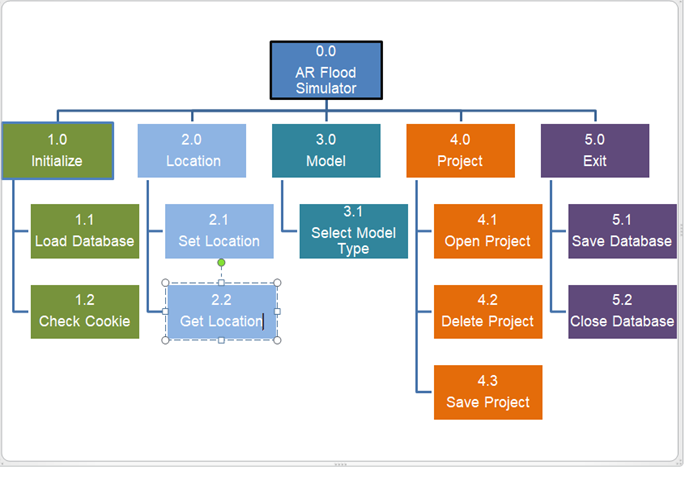 0.0
AR Flood
Simulator
1.0
Initialize
2.0
Location
3.0
Model
4.0
Project
5.0
Exit
1.1
Load Database
2.1
Set Location
3.1
Select Model
Type
4.1
Open Project
5.1
Save Database
1.2
Check Cookie
2.2
Get Location
4.2
Delete Project
5.2
Close Database
4.3
Save Project